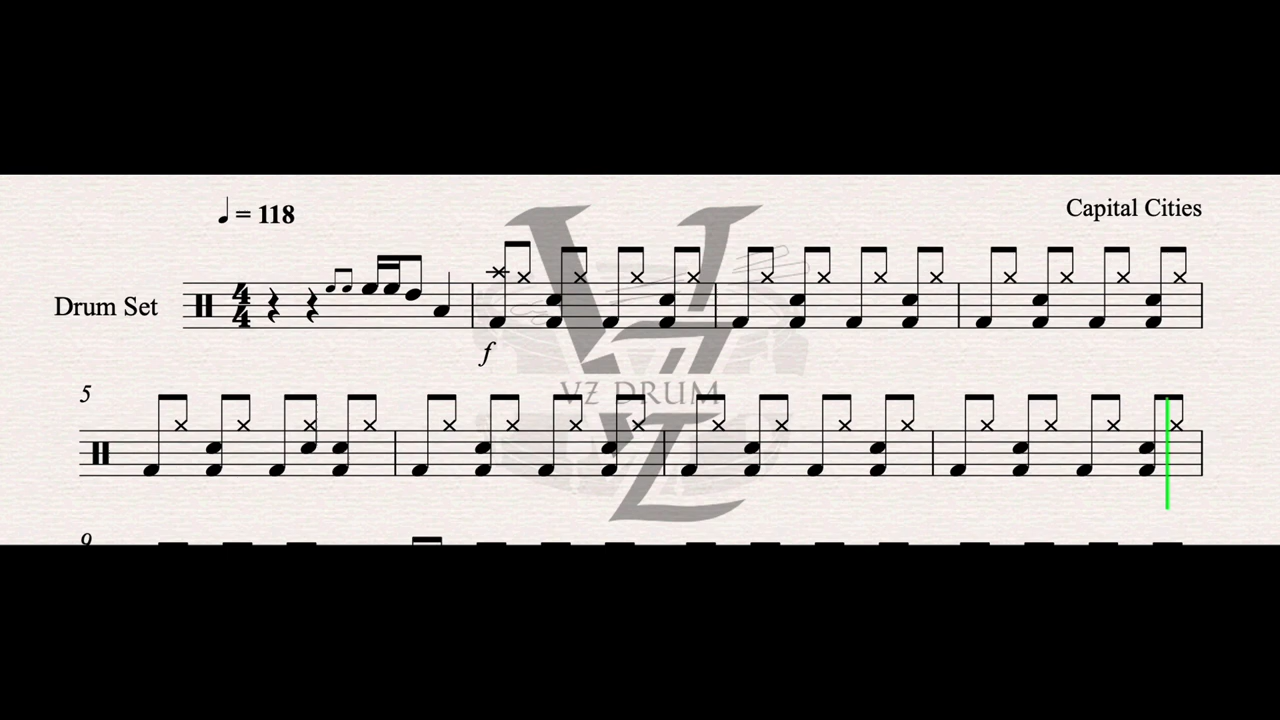 ♩ = 118
Capital Cities
Drum Set
4
4
f
VZ DRUM
5
9